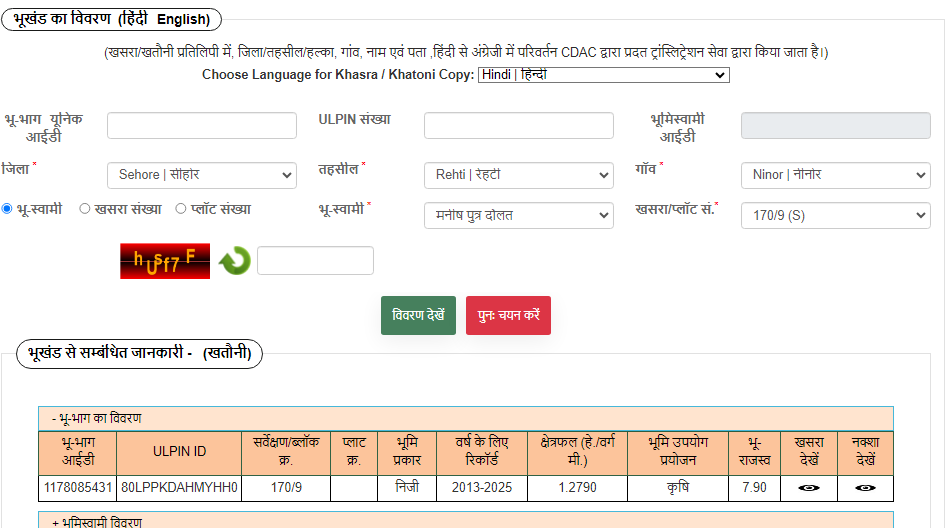 भूखंड का विवरण (हिंदी English)
(खसरा/खतौनी प्रतिलिपी में, जिला/तहसील/हल्का, गांव, नाम एवं पता ,हिंदी से अंग्रेजी में परिवर्तन CDAC द्वारा प्रदत ट्रांस्लिट्रेशन सेवा द्वारा किया जाता है।)
Choose Language for Khasra / Khatoni Copy: Hindi | हिन्दी
भू-भाग यूनिक आईडी
ULPIN संख्या
भूमिस्वामी आईडी
जिला * Sehore | सीहोर तहसील * Rehti | रेहटी गॉव * Ninor | नीनोर
भू-स्वामी खसरा संख्या प्लॉट संख्या भू-स्वामी * मनीष पुत्र दौलत खसरा/प्लॉट सं.* 170/9 (S)
hUsf7F
विवरण देखें पुनः चयन करें
भूखंड से सम्बंधित जानकारी - (खतौनी)
- भू-भाग का विवरण
भू-भाग आईडी ULPIN ID सर्वेक्षण/ब्लॉक क्र. प्लाट क्र. भूमि प्रकार वर्ष के लिए रिकॉर्ड क्षेत्रफल (हे./वर्ग मी.) भूमि उपयोग प्रयोजन भू-राजस्व खसरा देखें नक्शा देखें
1178085431 80LPPKDAHMYHH0 170/9 निजी 2013-2025 1.2790 कृषि 7.90
+ भूमिस्वामी विवरण